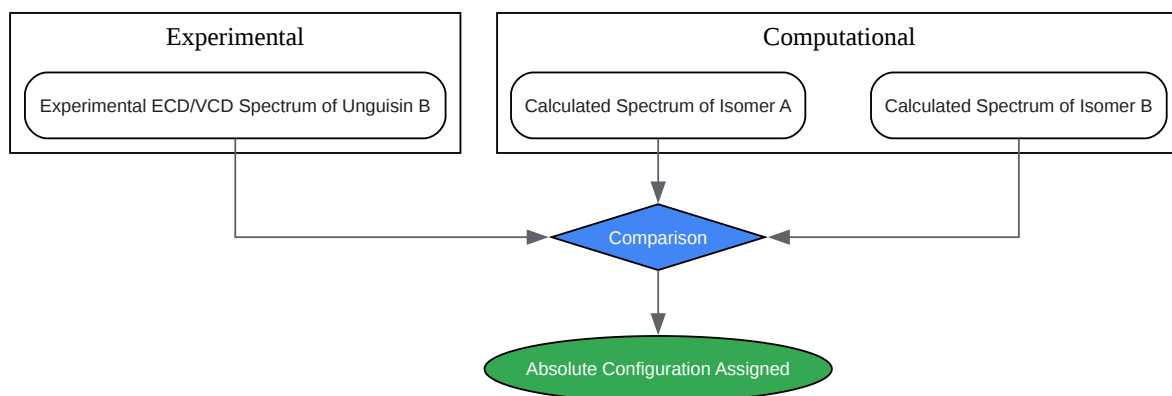 Experimental
Computational
Experimental ECD/VCD Spectrum of Unguisin B
Calculated Spectrum of Isomer A
Calculated Spectrum of Isomer B
Comparison
Absolute Configuration Assigned